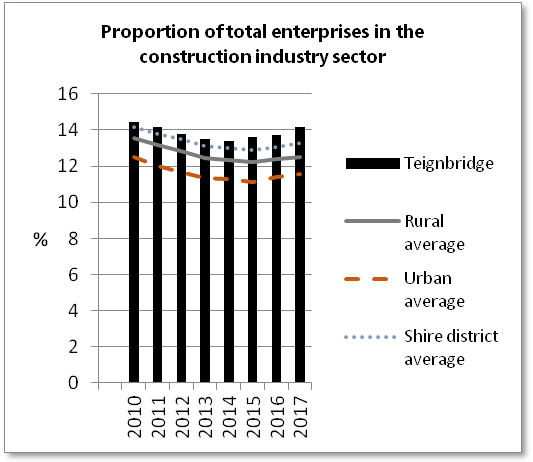 Proportion of total enterprises in the
construction industry sector
16
14
12
10
8
6
4
2
0
%
2010
2011
2012
2013
2014
2015
2016
2017
Teignbridge
Rural
average
Urban
average
Shire district
average